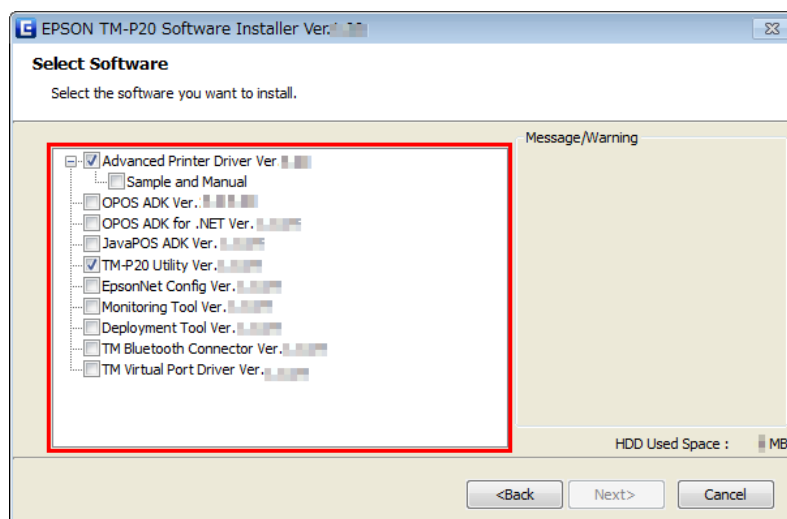 EPSON TM-P20 Software Installer Ver.
Select Software
Select the software you want to install.
Message/Warning
Advanced Printer Driver Ver
Sample and Manual
OPOS ADK Ver.
OPOS ADK for .NET Ver.
JavaPOS ADK Ver.
TM-P20 Utility Ver.
EpsonNet Config Ver.
Monitoring Tool Ver.
Deployment Tool Ver.
TM Bluetooth Connector Ver.
TM Virtual Port Driver Ver.
HDD Used Space : MB
<Back Next> Cancel